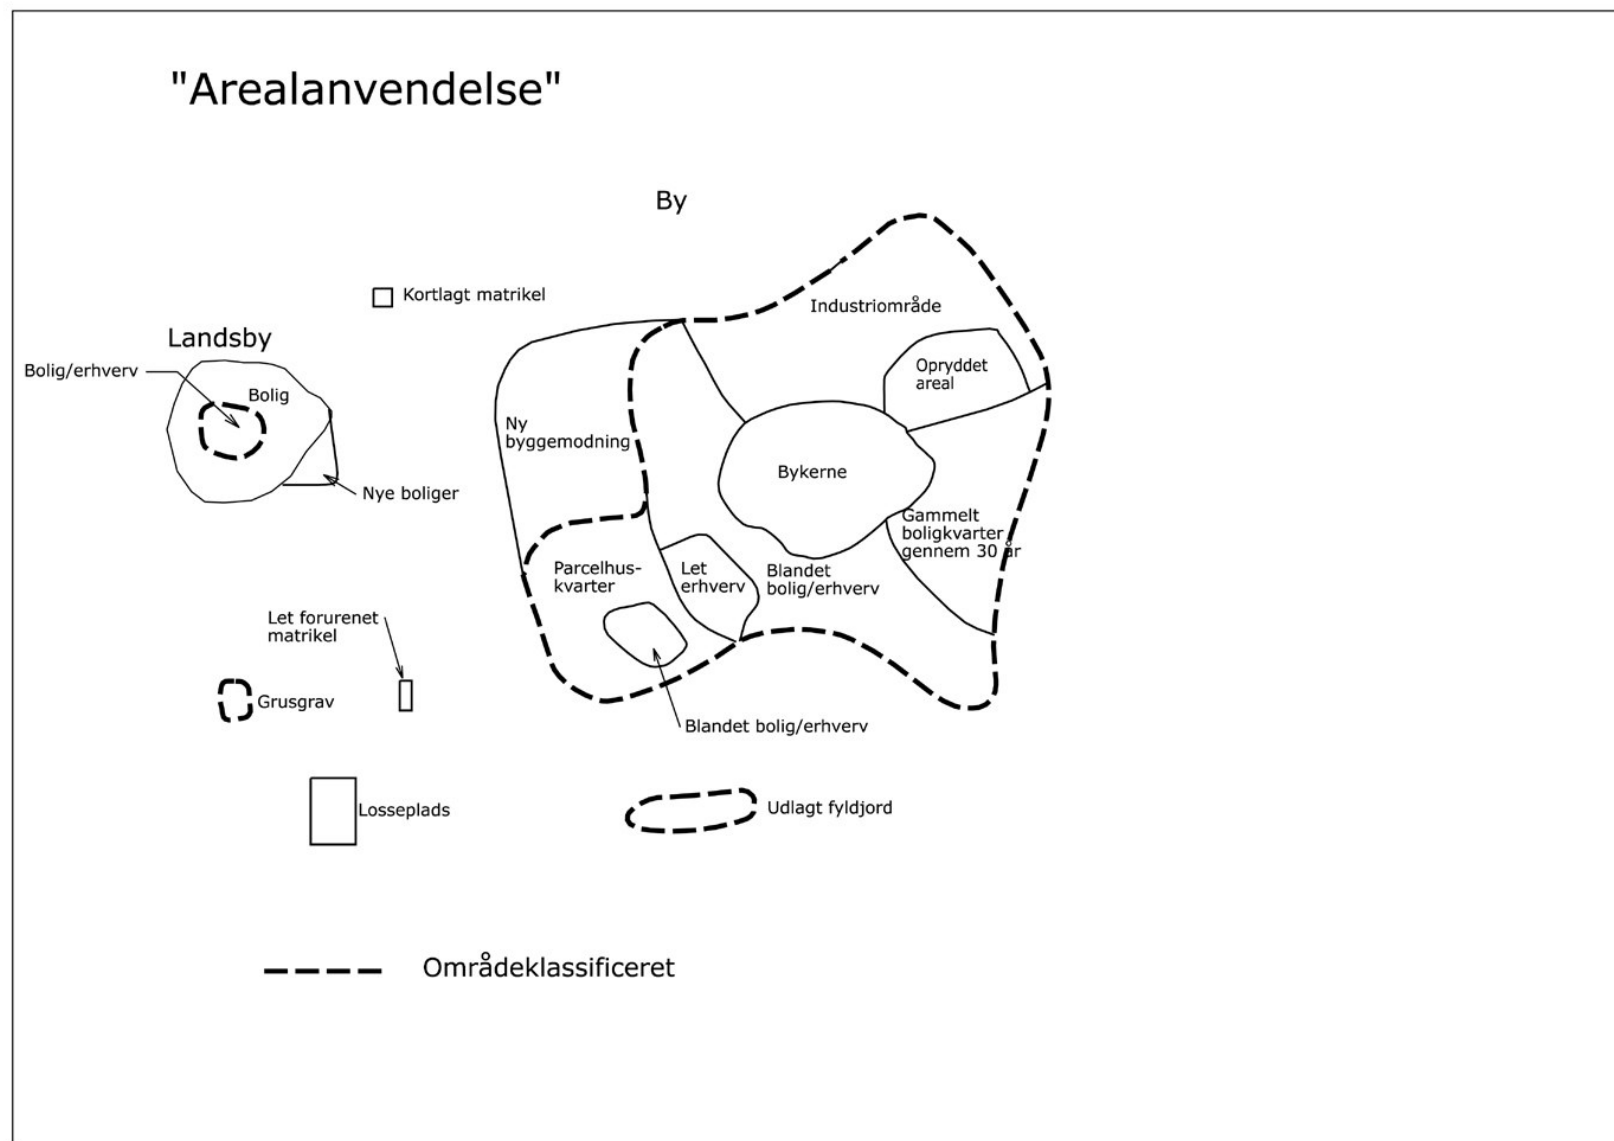 "Arealanvendelse"
By
Kortlagt matrikel
Industriområde
Landsby
Bolig/erhverv
Bolig
Opryddet
areal
Ny
byggemodning
Bykerne
Nye boliger
Gammelt
boligkvarter
gennem 30 år
Parcelhus-
kvarter
Let
erhverv
Blandet
bolig/erhverv
Let forurenet
matrikel
Grusgrav
Blandet bolig/erhverv
Losseplads
Udlagt fyldjord
Områdeklassificeret